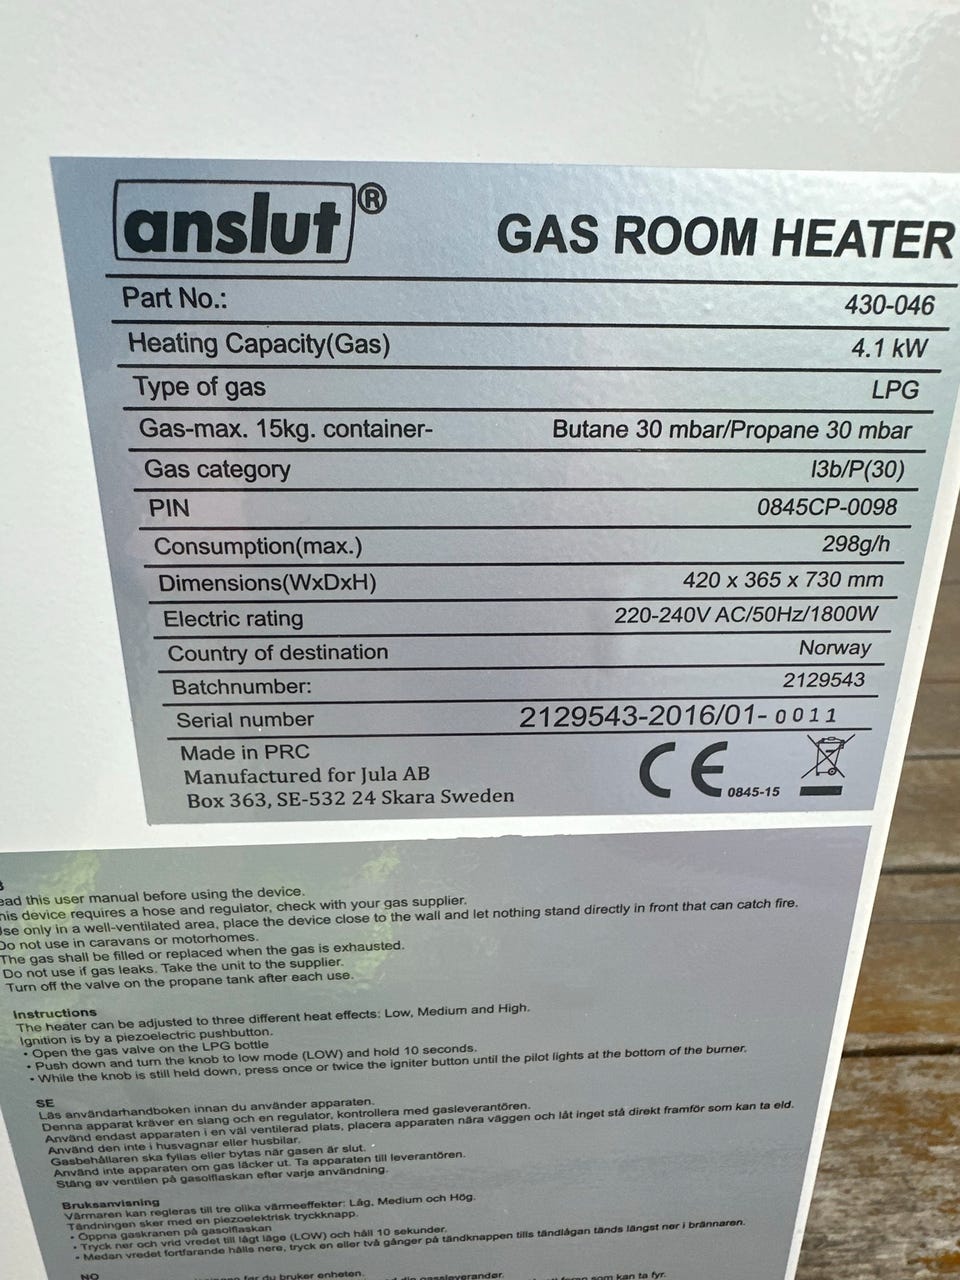 anslut®
GAS ROOM HEATER
Part No.: 430-046
Heating Capacity(Gas) 4.1 kW
Type of gas LPG
Gas-max. 15kg. container- Butane 30 mbar/Propane 30 mbar
Gas category I3b/P(30)
PIN 0845CP-0098
Consumption(max.) 298g/h
Dimensions(WxDxH) 420 x 365 x 730 mm
Electric rating 220-240V AC/50Hz/1800W
Country of destination Norway
Batchnumber: 2129543
Serial number 2129543-2016/01-0011
Made in PRC
Manufactured for Jula AB
Box 363, SE-532 24 Skara Sweden
CE 0845-15
this user manual before using the device.
device requires a hose and regulator, check with your gas supplier.
Use only in a well-ventilated area, place the device close to the wall and let nothing stand directly in front that can catch fire.
Do not use in caravans or motorhomes.
The gas shall be filled or replaced when the gas is exhausted.
Do not use if gas leaks. Take the unit to the supplier.
Turn off the valve on the propane tank after each use.
Instructions
The heater can be adjusted to three different heat effects: Low, Medium and High.
Ignition is by a piezoelectric pushbutton.
• Open the gas valve on the LPG bottle
• Push down and turn the knob to low mode (LOW) and hold 10 seconds.
• While the knob is still held down, press once or twice the igniter button until the pilot lights at the bottom of the burner.
SE
Läs användarhandboken innan du använder apparaten.
Denna apparat kräver en slang och en regulator, kontrollera med gasleverantören.
Använd endast apparaten i en väl ventilerad plats, placera apparaten nära väggen och låt inget stå direkt framför som kan ta eld.
Använd den inte i husvagnar eller husbilar.
Gasbehållaren ska fyllas eller bytas när gasen är slut.
Använd inte apparaten om gas läcker ut. Ta apparaten till leverantören.
Stäng av ventilen på gasolflaskan efter varje användning.
Bruksanvisning
Värmaren kan regleras till tre olika värmeeffekter: Låg, Medium och Hög.
Tändningen sker med en piezoelektrisk tryckknapp.
• Öppna gaskranen på gasolflaskan
• Tryck ner och vrid vredet till lågt läge (LOW) och håll 10 sekunder.
• Medan vredet fortfarande hålls nere, tryck en eller två gånger på tändknappen tills tändlågan tänds längst ner i brännaren.
NO
før du bruker enheten.
gassleverandør.
som kan ta fyr.